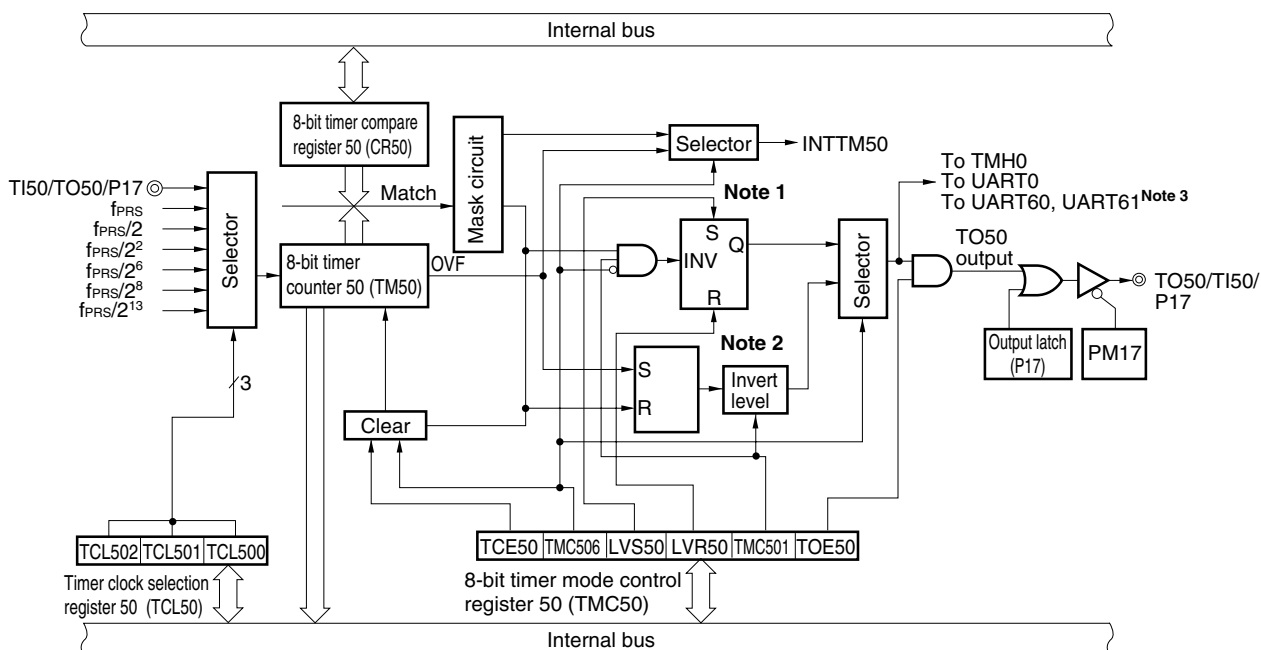 Internal bus
8-bit timer compare
register 50 (CR50)
Mask circuit
Selector
INTTM50
Match
Note 1
To TMH0
To UART0
To UART60, UART61 Note 3
TI50/TO50/P17
fPRS
fPRS/2
fPRS/2²
fPRS/2⁶
fPRS/2⁸
fPRS/2¹³
Selector
8-bit timer
counter 50 (TM50)
OVF
S
Q
INV
R
Selector
TO50
output
TO50/TI50/
P17
Output latch
(P17)
PM17
Note 2
S
R
Invert
level
3
Clear
TCL502 TCL501 TCL500
Timer clock selection
register 50 (TCL50)
TCE50 TMC506 LVS50 LVR50 TMC501 TOE50
8-bit timer mode control
register 50 (TMC50)
Internal bus